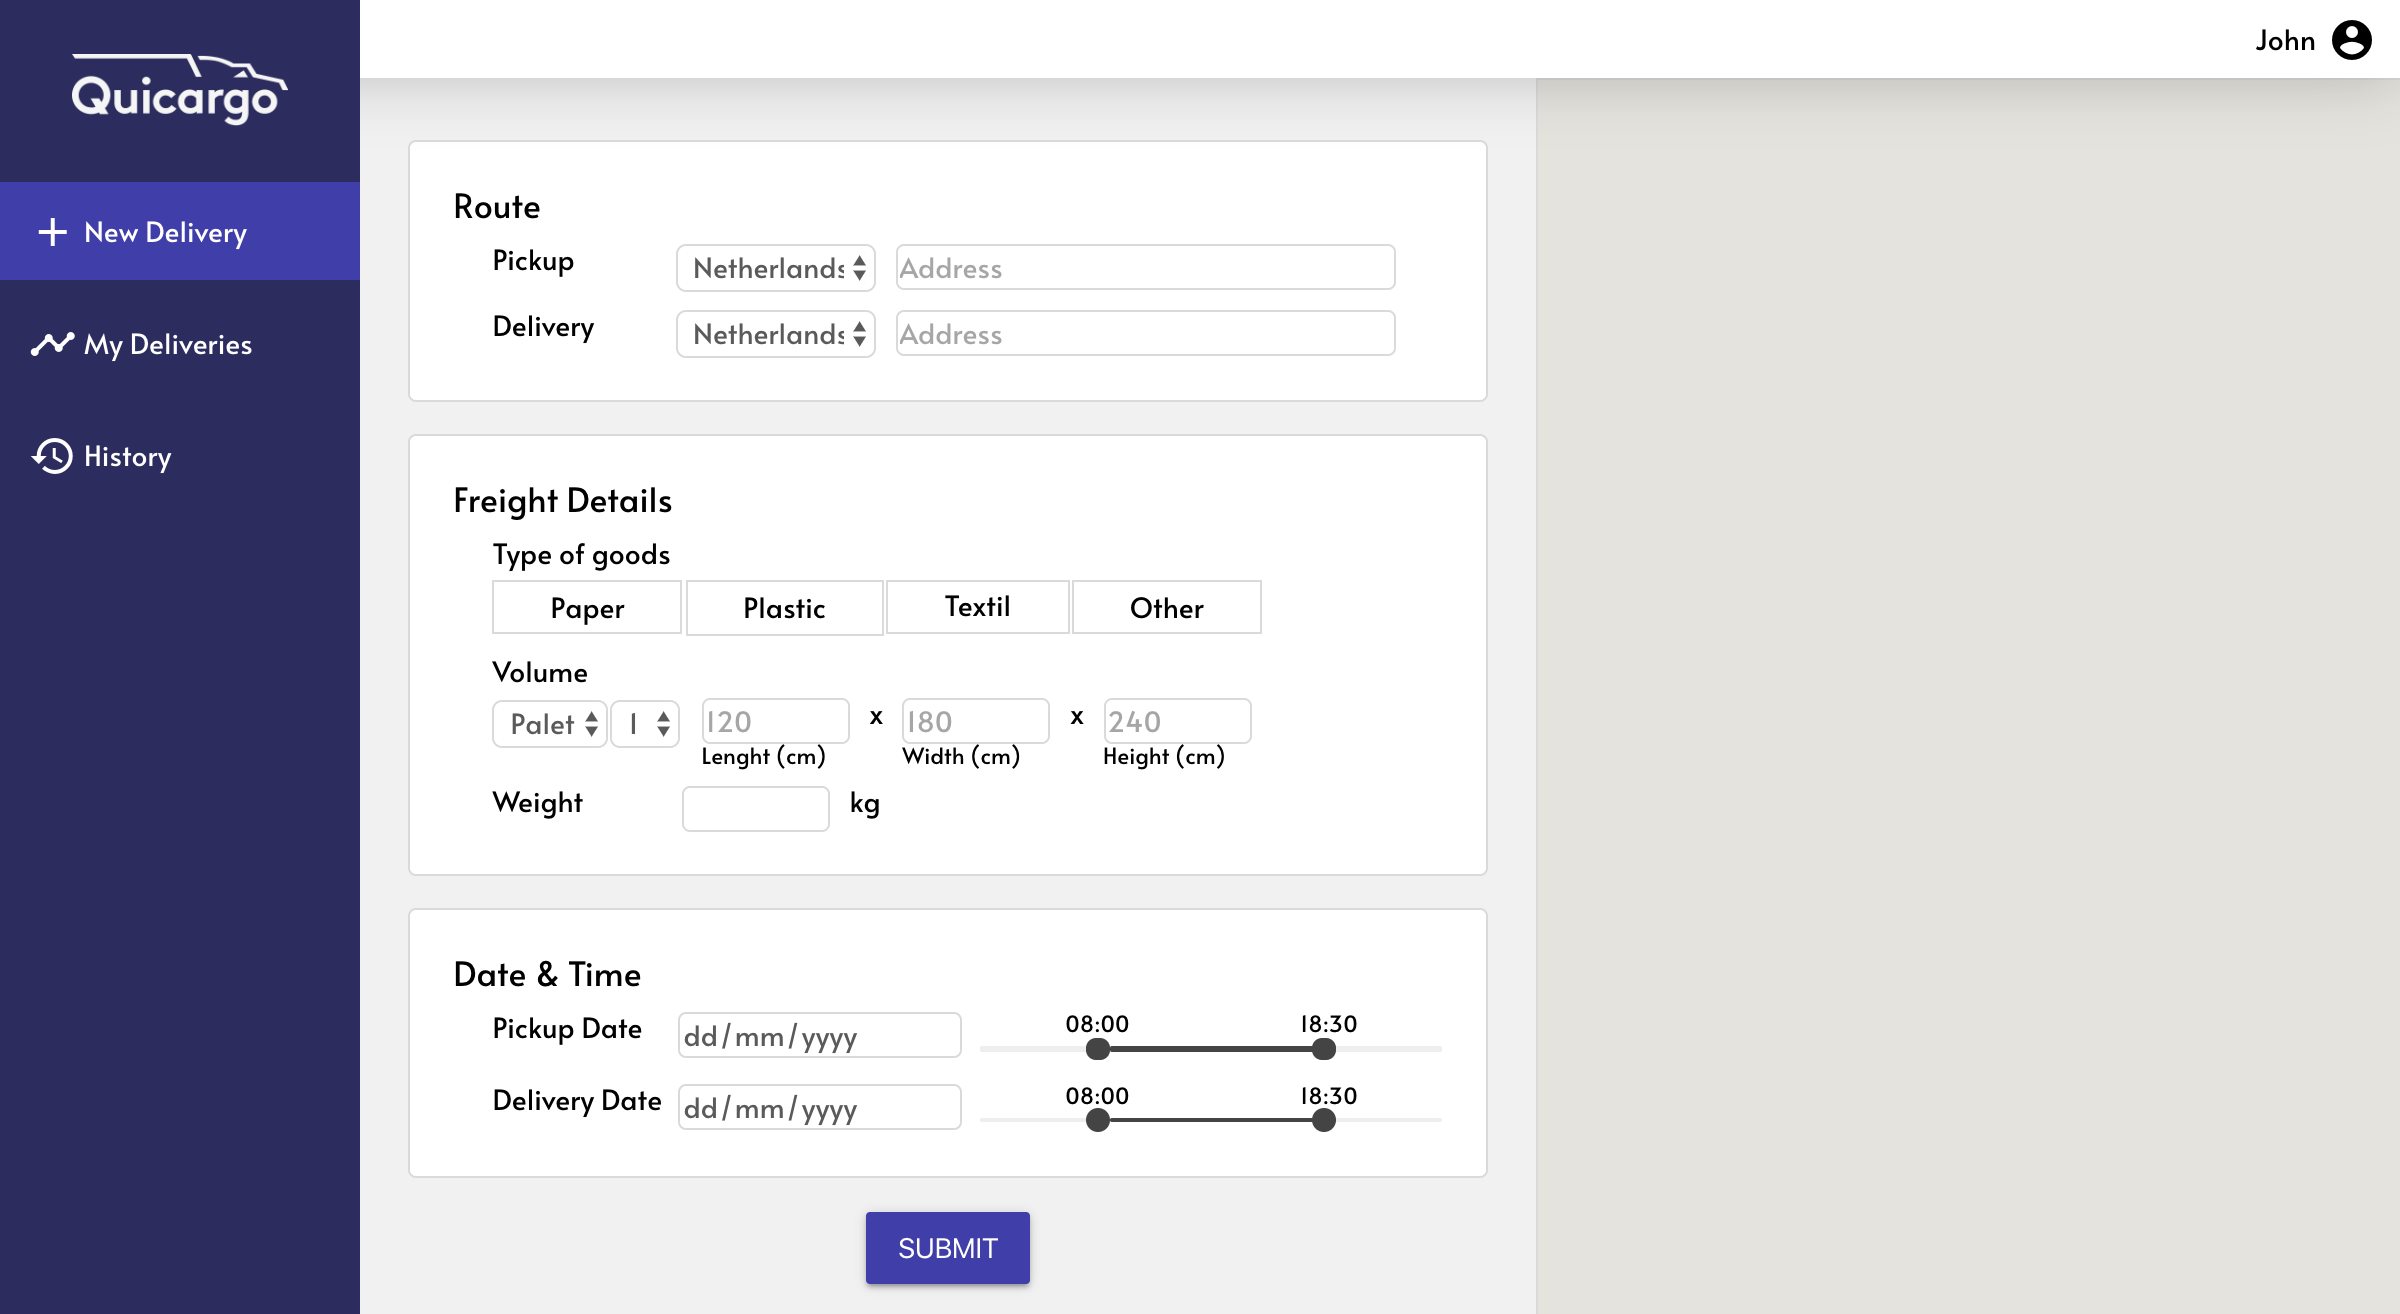 Quicargo
John
New Delivery
My Deliveries
History
Route
Pickup Netherlands Address
Delivery Netherlands Address
Freight Details
Type of goods
Paper Plastic Textil Other
Volume
Palet 1 120 x 180 x 240
Lenght (cm) Width (cm) Height (cm)
Weight kg
Date & Time
Pickup Date dd/mm/yyyy 08:00 18:30
Delivery Date dd/mm/yyyy 08:00 18:30
SUBMIT